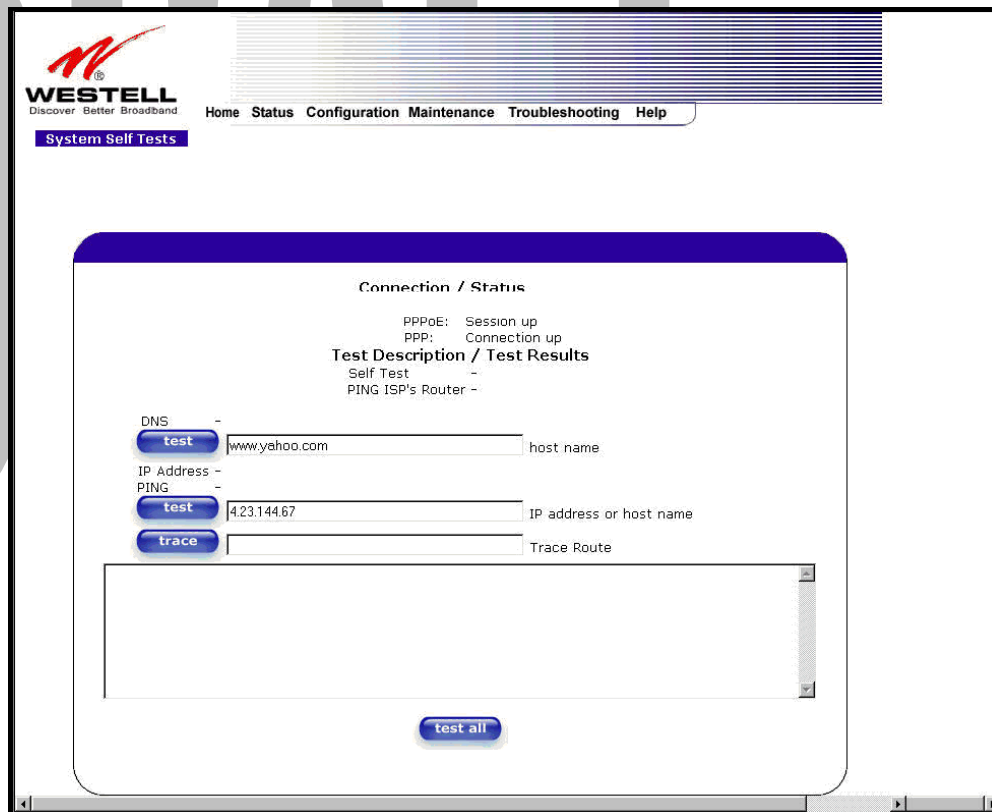 WESTELL
®
Discover Better Broadband
Home Status Configuration Maintenance Troubleshooting Help
System Self Tests
Connection / Status
PPPoE: Session up
PPP: Connection up
Test Description / Test Results
Self Test -
PING ISP's Router -
DNS -
test www.yahoo.com host name
IP Address -
PING -
test 4.23.144.67 IP address or host name
trace Trace Route
test all